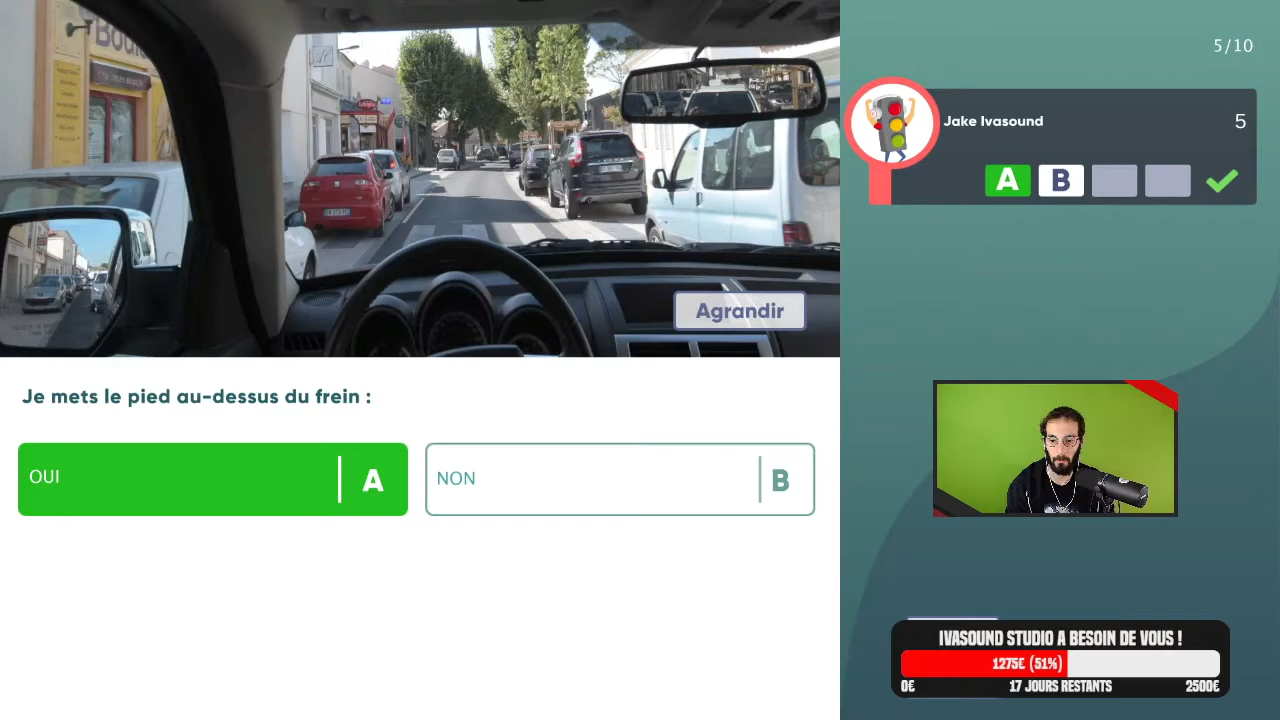 Agrandir
Je mets le pied au-dessus du frein :
OUI
A
NON
B
5/10
Jake Ivasound
5
A
B
IVASOUND STUDIO A BESOIN DE VOUS !
1275€ (51%)
0€
17 JOURS RESTANTS
2500€